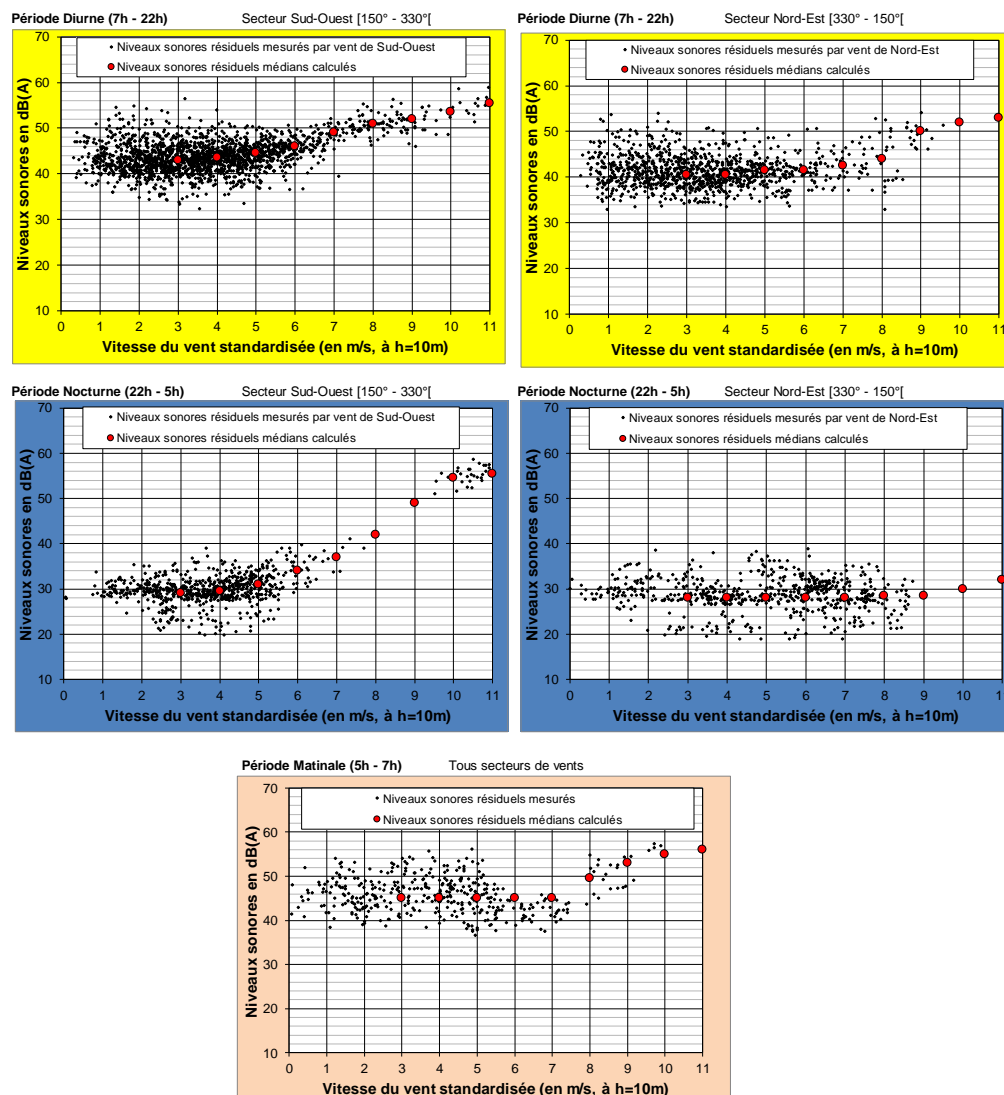 Période Diurne (7h - 22h) Secteur Sud-Ouest [150° - 330°[
Niveaux sonores en dB(A)
70
60
50
40
30
20
10
• Niveaux sonores résiduels mesurés par vent de Sud-Ouest
Niveaux sonores résiduels médians calculés
0 1 2 3 4 5 6 7 8 9 10 11
Vitesse du vent standardisée (en m/s, à h=10m)
Période Diurne (7h - 22h) Secteur Nord-Est [330° - 150°[
Niveaux sonores en dB(A)
70
60
50
40
30
20
10
• Niveaux sonores résiduels mesurés par vent de Nord-Est
Niveaux sonores résiduels médians calculés
0 1 2 3 4 5 6 7 8 9 10 11
Vitesse du vent standardisée (en m/s, à h=10m)
Période Nocturne (22h - 5h) Secteur Sud-Ouest [150° - 330°[
Niveaux sonores en dB(A)
70
60
50
40
30
20
10
• Niveaux sonores résiduels mesurés par vent de Sud-Ouest
Niveaux sonores résiduels médians calculés
0 1 2 3 4 5 6 7 8 9 10 11
Vitesse du vent standardisée (en m/s, à h=10m)
Période Nocturne (22h - 5h) Secteur Nord-Est [330° - 150°[
Niveaux sonores en dB(A)
70
60
50
40
30
20
10
• Niveaux sonores résiduels mesurés par vent de Nord-Est
Niveaux sonores résiduels médians calculés
0 1 2 3 4 5 6 7 8 9 10 11
Vitesse du vent standardisée (en m/s, à h=10m)
Période Matinale (5h - 7h) Tous secteurs de vents
Niveaux sonores en dB(A)
70
60
50
40
30
20
10
• Niveaux sonores résiduels mesurés
Niveaux sonores résiduels médians calculés
0 1 2 3 4 5 6 7 8 9 10 11
Vitesse du vent standardisée (en m/s, à h=10m)